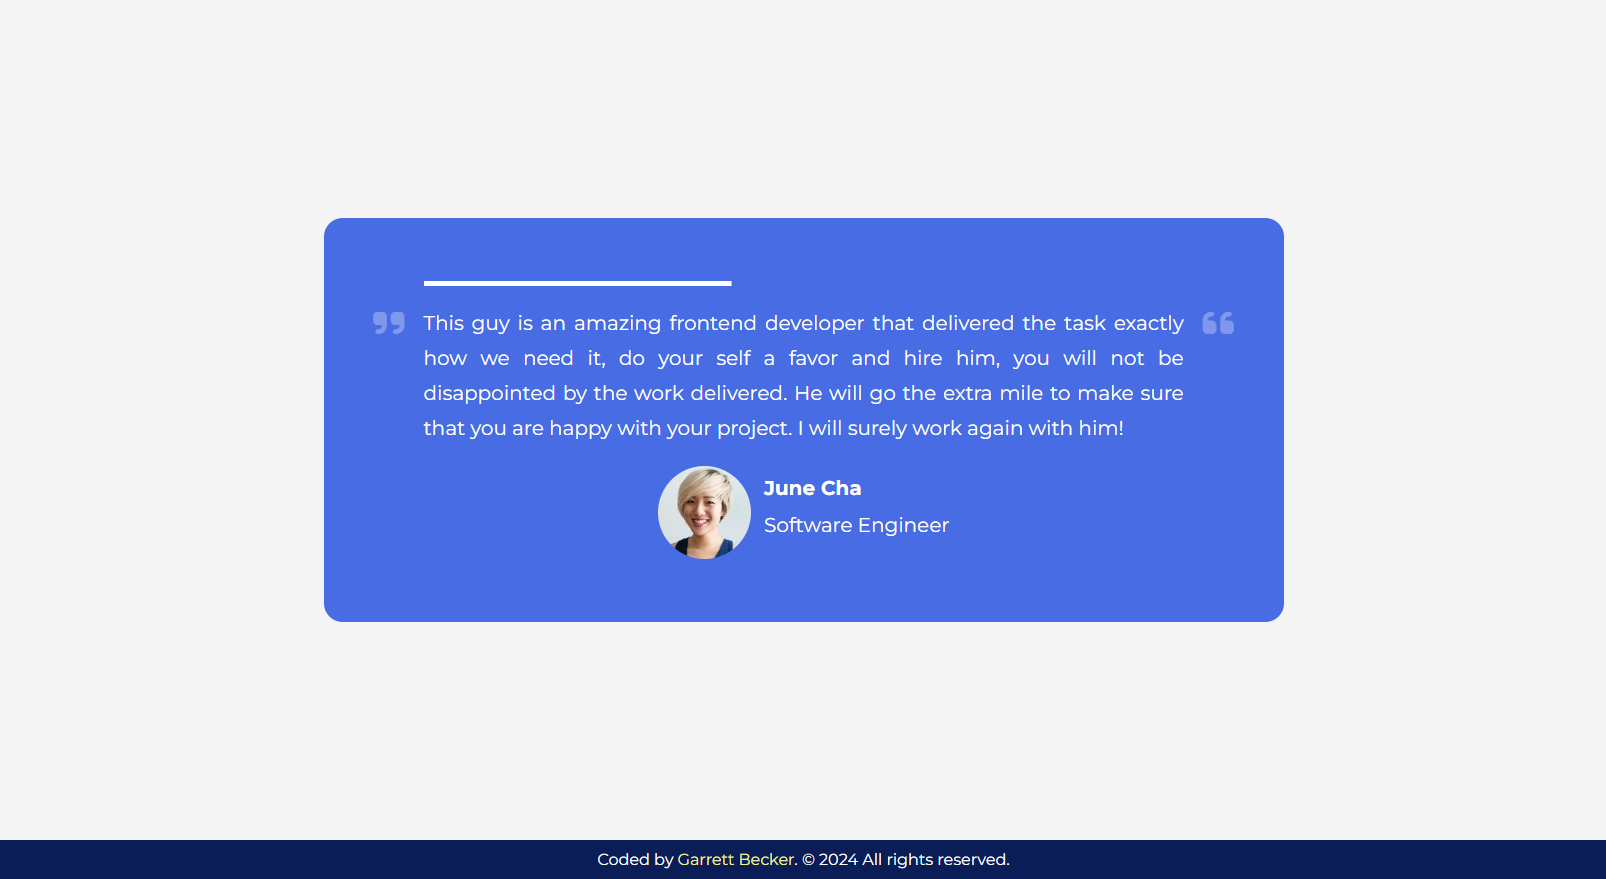 ” This guy is an amazing frontend developer that delivered the task exactly “
how we need it, do your self a favor and hire him, you will not be
disappointed by the work delivered. He will go the extra mile to make sure
that you are happy with your project. I will surely work again with him!
June Cha
Software Engineer
Coded by Garrett Becker. © 2024 All rights reserved.